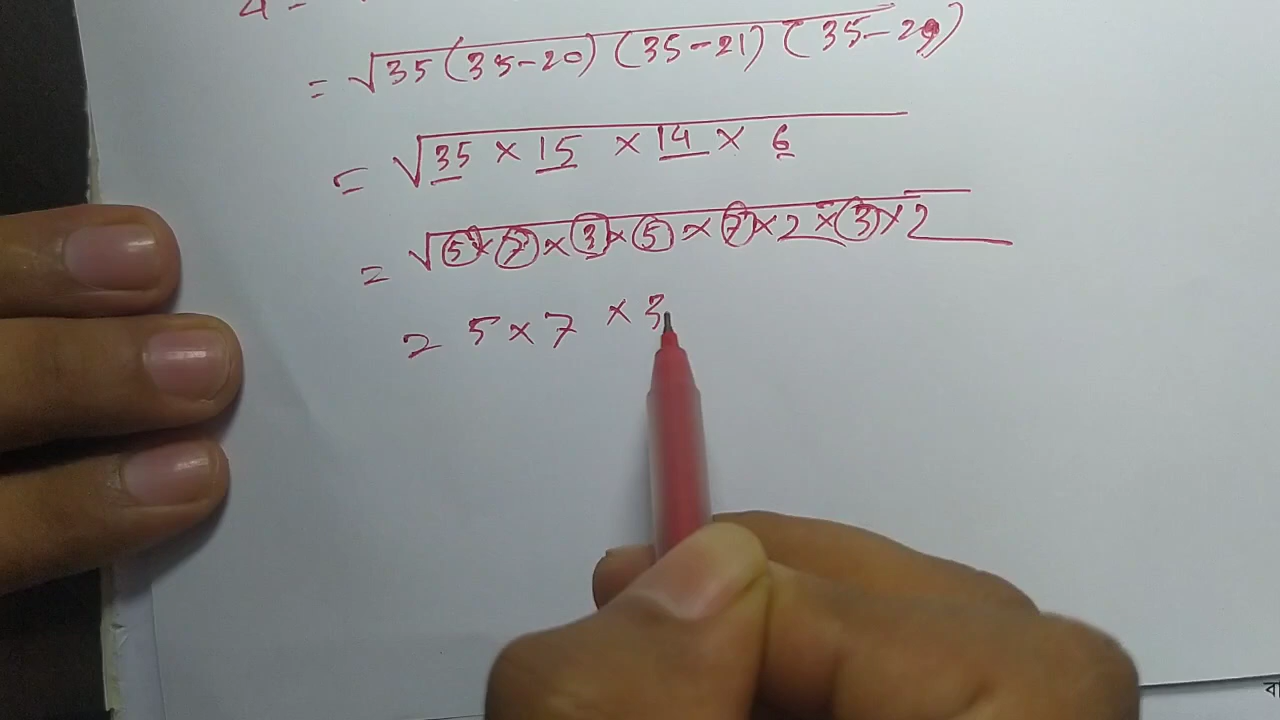 Δ =
= √35(35-20)(35-21)(35-29)
= √35 × 15 × 14 × 6
= √5×7×3×5×7×2×3×2
= 5×7×3
বা